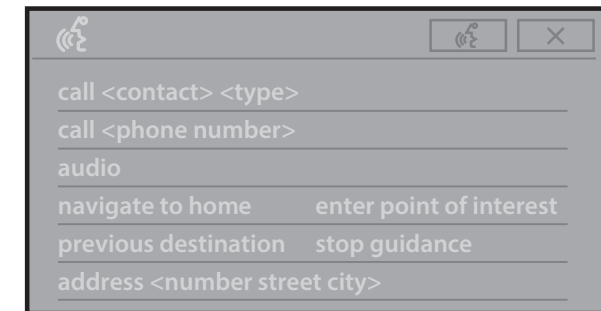 call <contact> <type>
call <phone number>
audio
navigate to home enter point of interest
previous destination stop guidance
address <number street city>